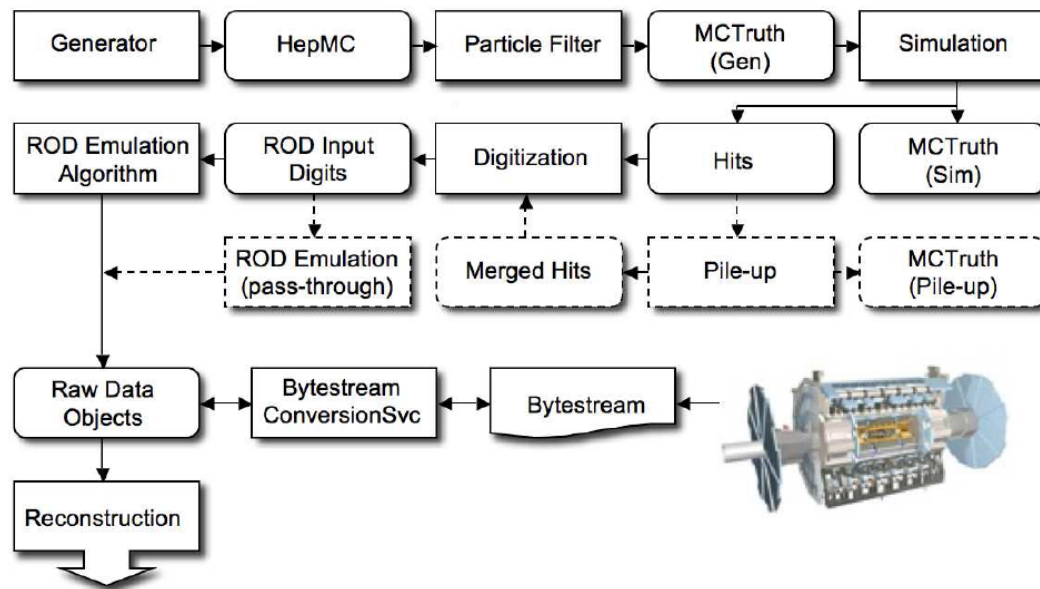 Generator
HepMC
Particle Filter
MCTruth
(Gen)
Simulation
ROD Emulation
Algorithm
ROD Input
Digits
Digitization
Hits
MCTruth
(Sim)
ROD Emulation
(pass-through)
Merged Hits
Pile-up
MCTruth
(Pile-up)
Raw Data
Objects
Bytestream
ConversionSvc
Bytestream
Reconstruction